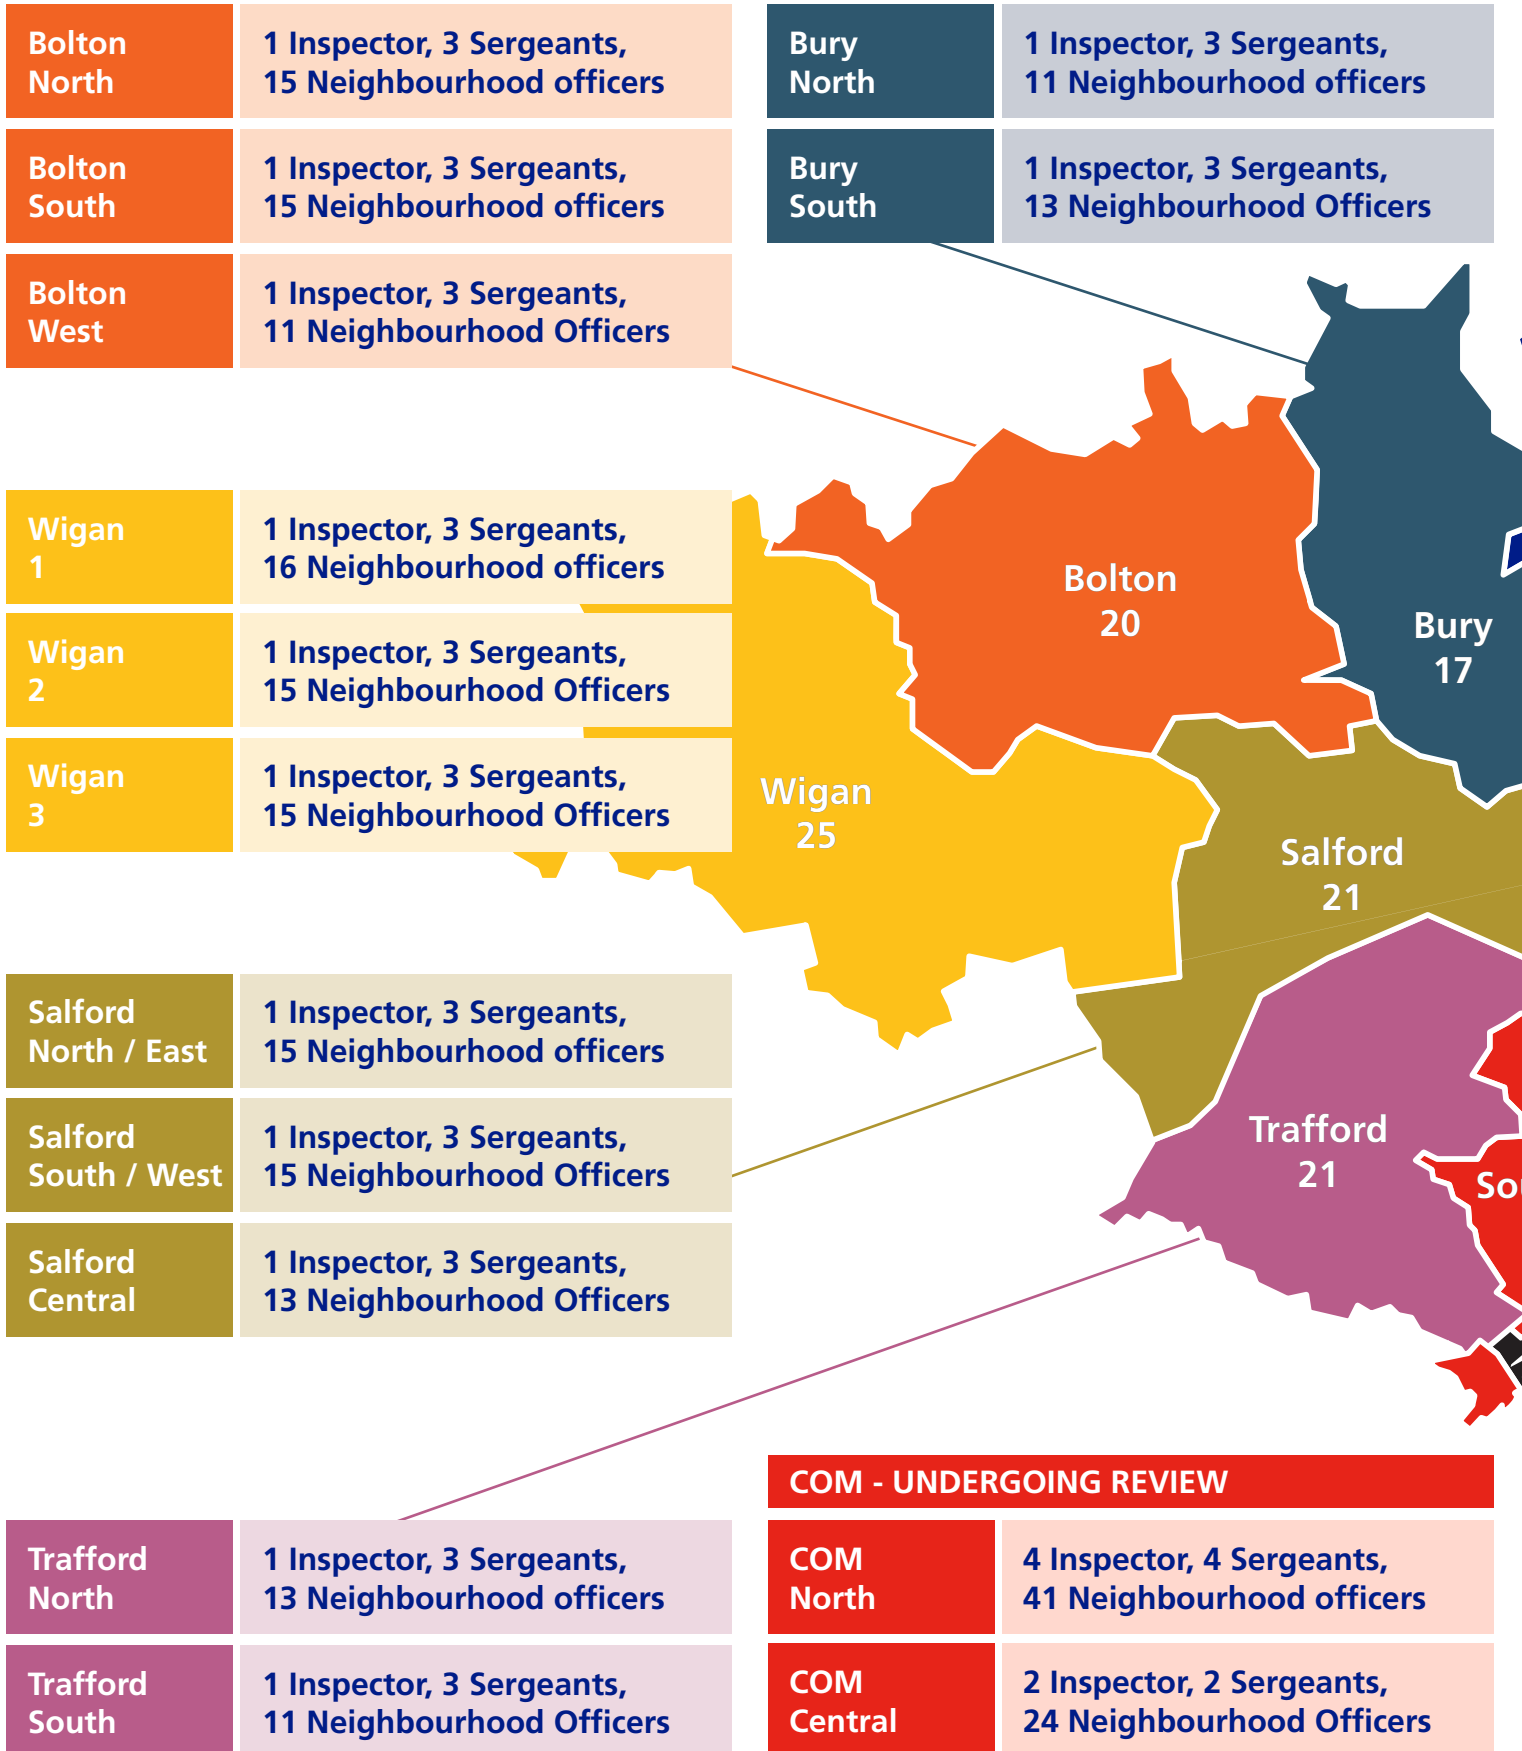 Bolton
North
1 Inspector, 3 Sergeants,
15 Neighbourhood officers
Bolton
South
1 Inspector, 3 Sergeants,
15 Neighbourhood officers
Bolton
West
1 Inspector, 3 Sergeants,
11 Neighbourhood Officers
Bury
North
1 Inspector, 3 Sergeants,
11 Neighbourhood officers
Bury
South
1 Inspector, 3 Sergeants,
13 Neighbourhood Officers
Wigan
1
1 Inspector, 3 Sergeants,
16 Neighbourhood officers
Wigan
2
1 Inspector, 3 Sergeants,
15 Neighbourhood Officers
Wigan
3
1 Inspector, 3 Sergeants,
15 Neighbourhood Officers
Bolton
20
Bury
17
Wigan
25
Salford
21
Trafford
21
Sou
Salford
North / East
1 Inspector, 3 Sergeants,
15 Neighbourhood officers
Salford
South / West
1 Inspector, 3 Sergeants,
15 Neighbourhood Officers
Salford
Central
1 Inspector, 3 Sergeants,
13 Neighbourhood Officers
Trafford
North
1 Inspector, 3 Sergeants,
13 Neighbourhood officers
Trafford
South
1 Inspector, 3 Sergeants,
11 Neighbourhood Officers
COM - UNDERGOING REVIEW
COM
North
4 Inspector, 4 Sergeants,
41 Neighbourhood officers
COM
Central
2 Inspector, 2 Sergeants,
24 Neighbourhood Officers